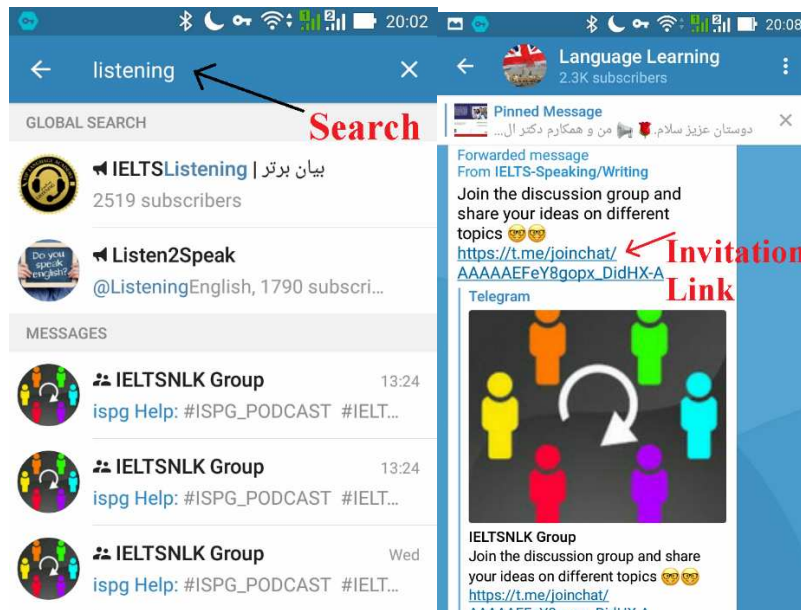 20:02
listening
Search
GLOBAL SEARCH
IELTSListening | بیان برتر
2519 subscribers
Do you
speak
english?
Listen2Speak
@ListeningEnglish, 1790 subscri...
MESSAGES
IELTSNLK Group 13:24
ispg Help: #ISPG_PODCAST #IELT...
IELTSNLK Group 13:24
ispg Help: #ISPG_PODCAST #IELT...
IELTSNLK Group Wed
ispg Help: #ISPG_PODCAST #IELT...
20:08
Language Learning
2.3K subscribers
Pinned Message
دوستان عزیز سلام. 🌹 📢 من و همکارم دکتر ال...
Forwarded message
From IELTS-Speaking/Writing
Join the discussion group and
share your ideas on different
topics 🤓🤓
https://t.me/joinchat/
AAAAAEFeY8gopx_DidHX-A
Invitation
Link
Telegram
IELTSNLK Group
Join the discussion group and share
your ideas on different topics 🤓🤓
https://t.me/joinchat/